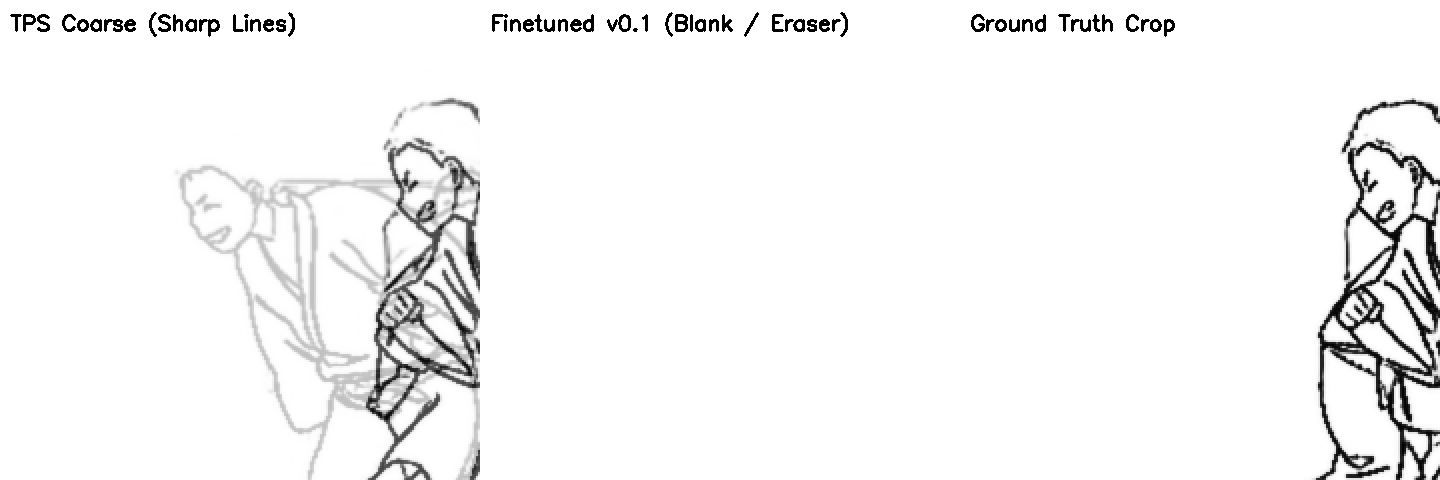 TPS Coarse (Sharp Lines)
Finetuned v0.1 (Blank / Eraser)
Ground Truth Crop